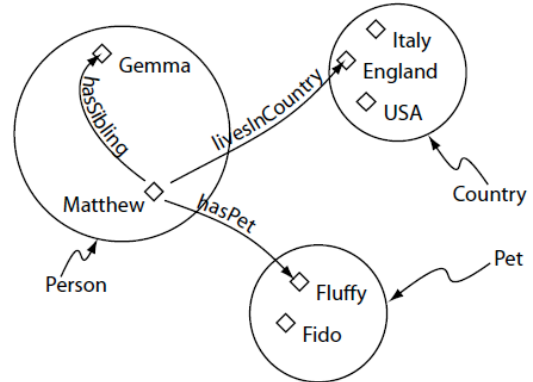 Italy
Gemma
England
hasSibling
livesInCountry
USA
Matthew
hasPet
Country
Person
Pet
Fluffy
Fido